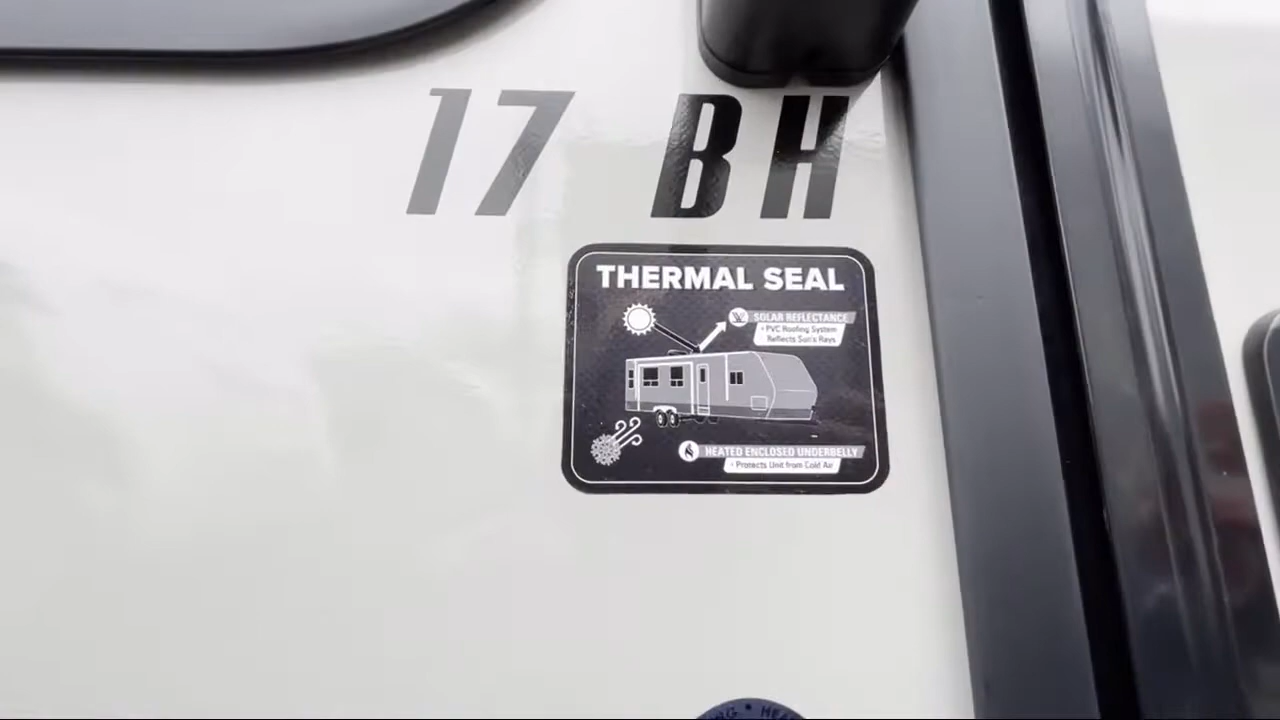 17 BH
THERMAL SEAL
SOLAR REFLECTANCE
• PVC Roofing System
Reflects Sun's Rays
HEATED ENCLOSED UNDERBELLY
• Protects Unit from Cold Air